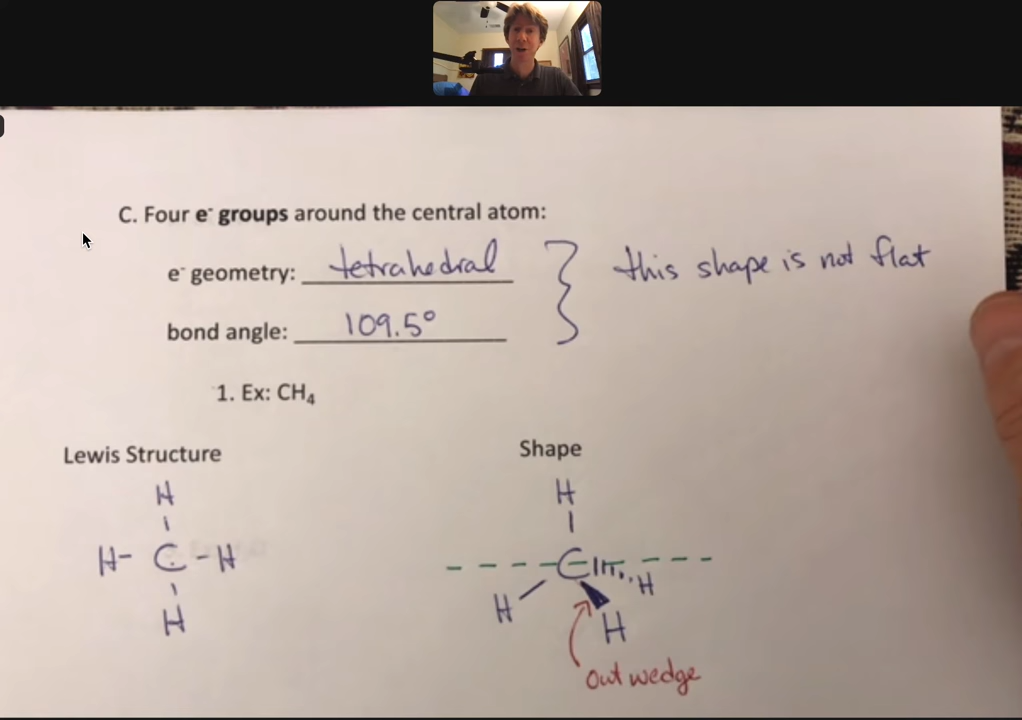 C. Four e⁻ groups around the central atom:
e⁻ geometry: tetrahedral } this shape is not flat
bond angle: 109.5°
1. Ex: CH₄
Lewis Structure Shape
H H
H- C -H C
H H H
H
out wedge